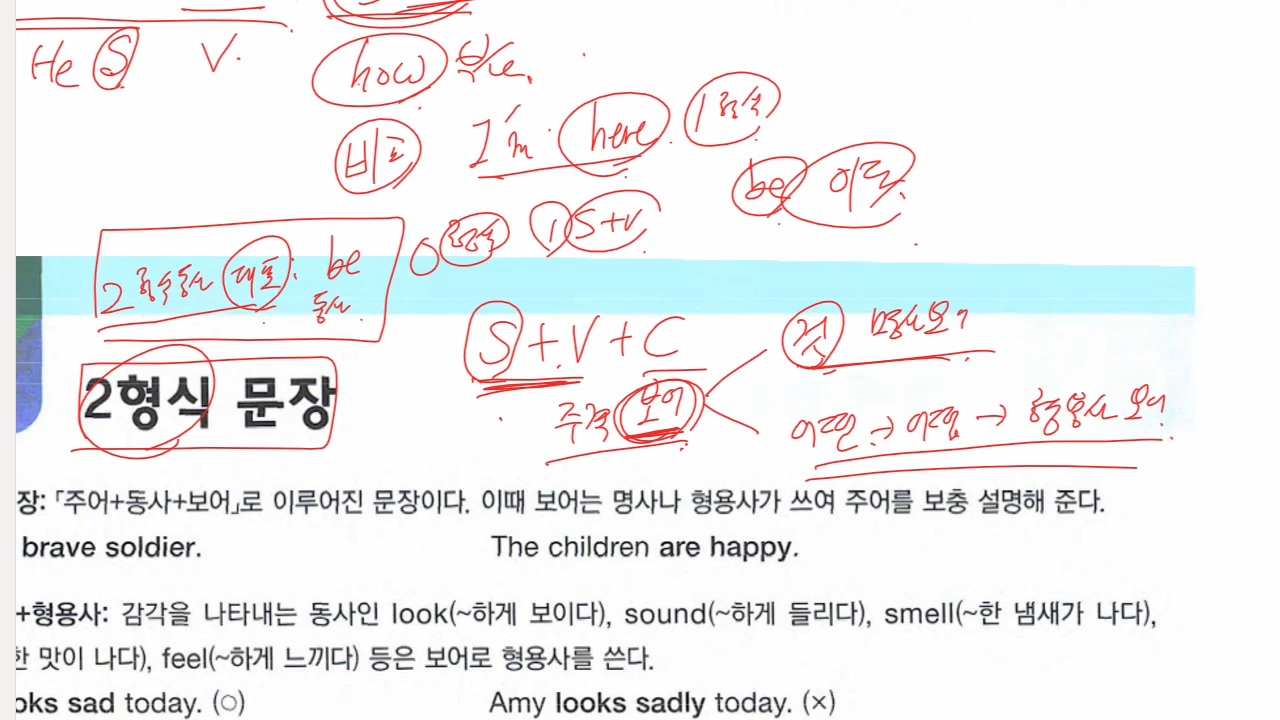 He S V. how 부사.
비교 I'm here. 1형식
be 이다.
2형식동사 대표: be 동사 0형식 1 S+V
S+V+C 것 명사보어
2형식 문장
주격 보어 어떤 → 형용사 보어
장: 「주어+동사+보어」로 이루어진 문장이다. 이때 보어는 명사나 형용사가 쓰여 주어를 보충 설명해 준다.
brave soldier. The children are happy.
+형용사: 감각을 나타내는 동사인 look(~하게 보이다), sound(~하게 들리다), smell(~한 냄새가 나다),
한 맛이 나다), feel(~하게 느끼다) 등은 보어로 형용사를 쓴다.
oks sad today. (○) Amy looks sadly today. (×)